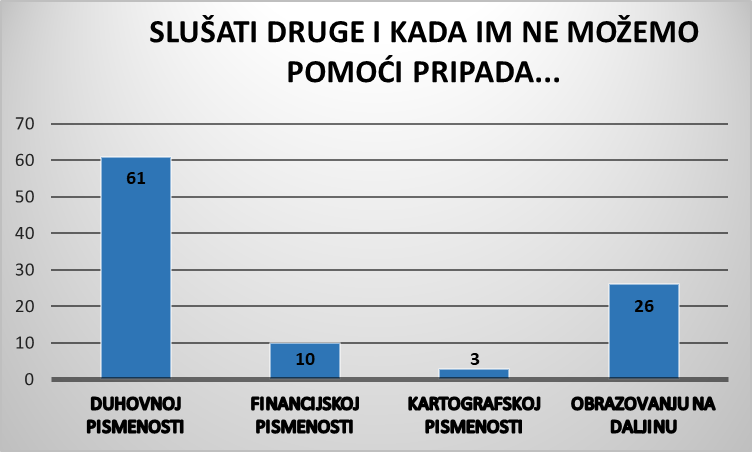 SLUŠATI DRUGE I KADA IM NE MOŽEMO
POMOĆI PRIPADA...
70
60
50
40
30
20
10
0
61
10
3
26
DUHOVNOJ
PISMENOSTI
FINANCIJSKOJ
PISMENOSTI
KARTOGRAFSKOJ
PISMENOSTI
OBRAZOVANJU NA
DALJINU